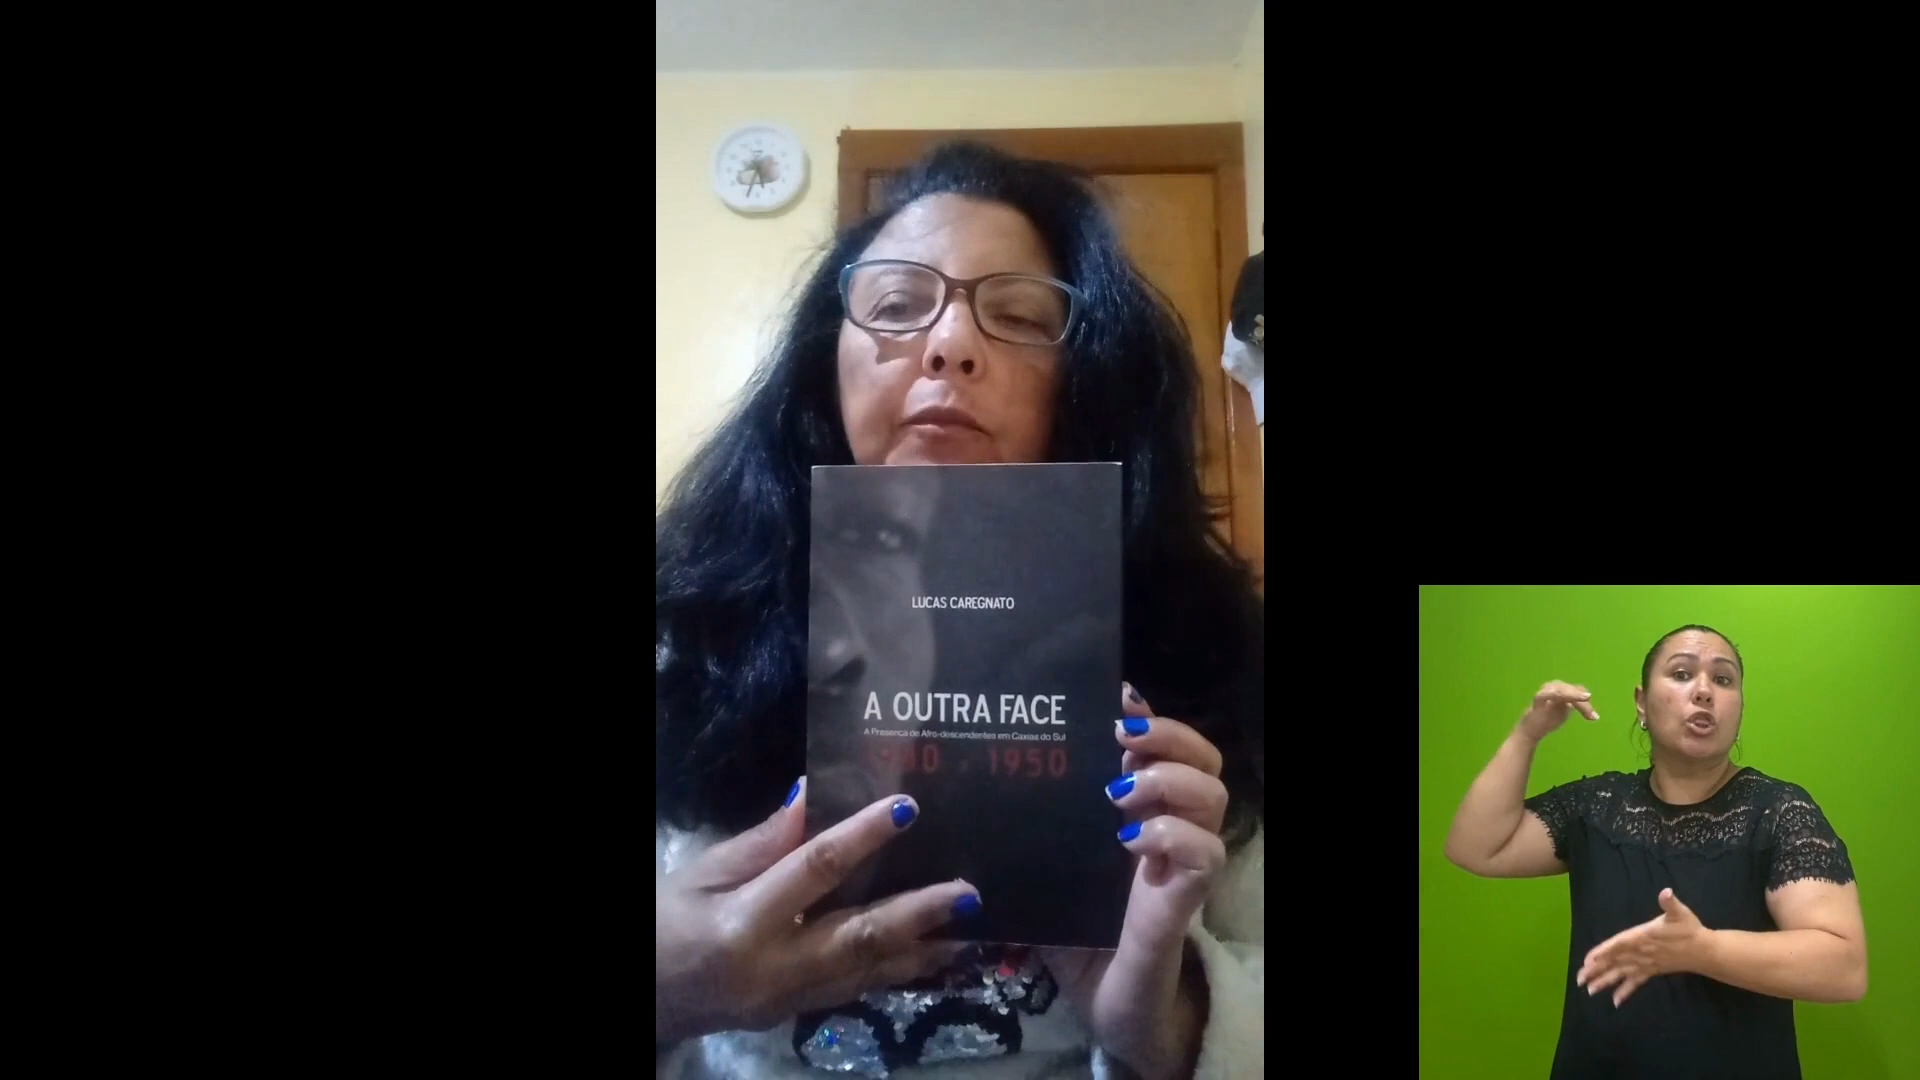 LUCAS CAREGNATO
A OUTRA FACE
A Presença de Afro-descendentes em Caxias do Sul
1950